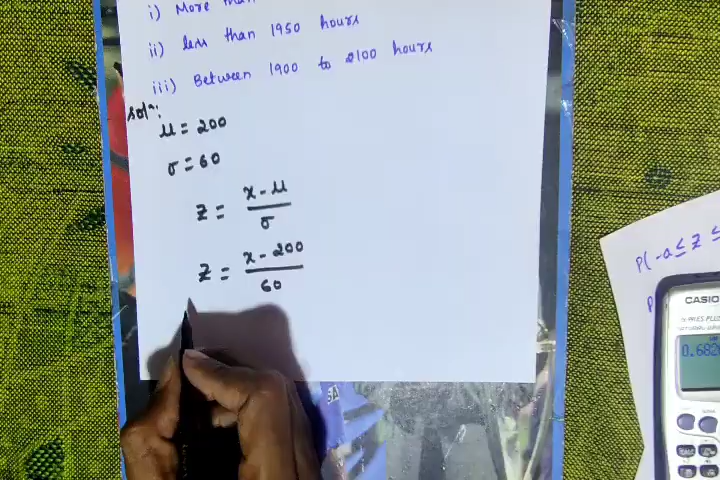 i) More than
ii) less than 1950 hours
iii) Between 1900 to 2100 hours
solⁿ:
μ = 200
σ = 60
z = x - μ / σ
z = x - 200 / 60
P( -a ≤ z ≤
P
CASIO
0.682